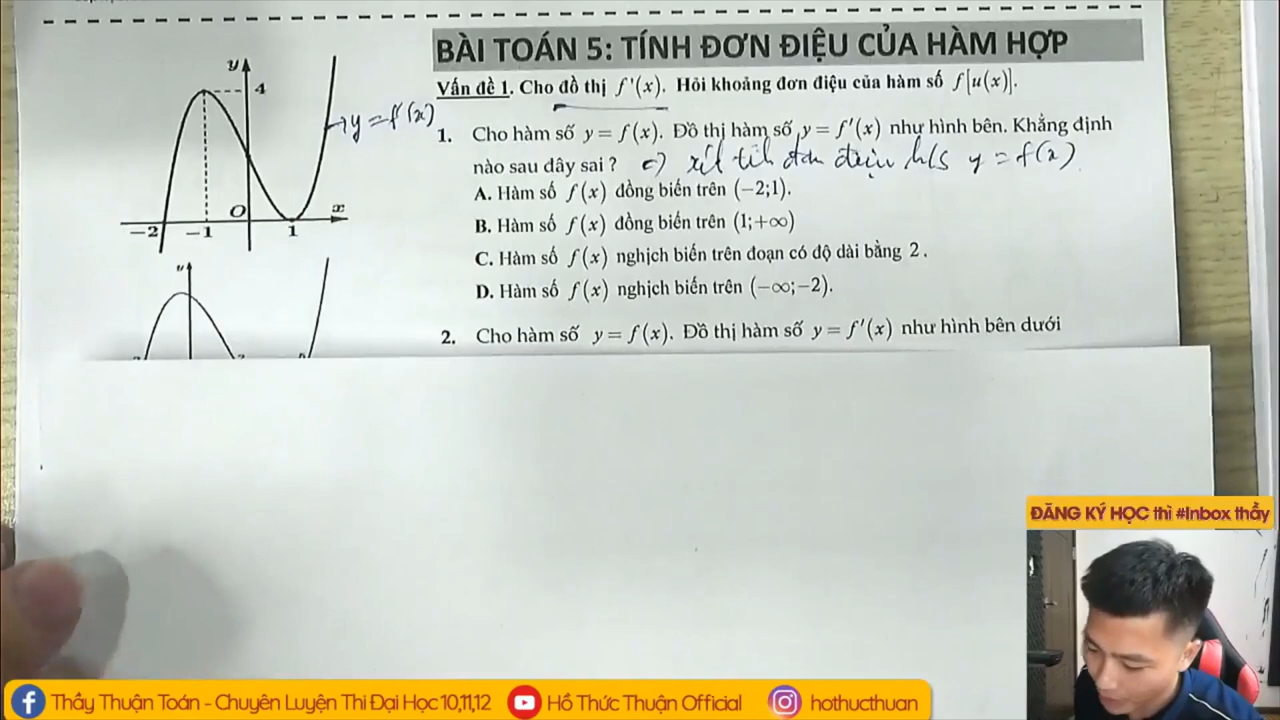 BÀI TOÁN 5: TÍNH ĐƠN ĐIỆU CỦA HÀM HỢP
Vấn đề 1. Cho đồ thị f'(x). Hỏi khoảng đơn điệu của hàm số f[u(x)].
1. Cho hàm số y = f(x). Đồ thị hàm số y = f'(x) như hình bên. Khẳng định
nào sau đây sai ? => xét tính đơn điệu h/s y = f(x)
A. Hàm số f(x) đồng biến trên (−2;1).
B. Hàm số f(x) đồng biến trên (1;+∞)
C. Hàm số f(x) nghịch biến trên đoạn có độ dài bằng 2.
D. Hàm số f(x) nghịch biến trên (−∞;−2).
2. Cho hàm số y = f(x). Đồ thị hàm số y = f'(x) như hình bên dưới
y
4
y = f'(x)
O
x
−2
−1
1
y
ĐĂNG KÝ HỌC thì #Inbox thầy
Thầy Thuận Toán - Chuyên Luyện Thi Đại Học 10,11,12
Hồ Thức Thuận Official
hothucthuan